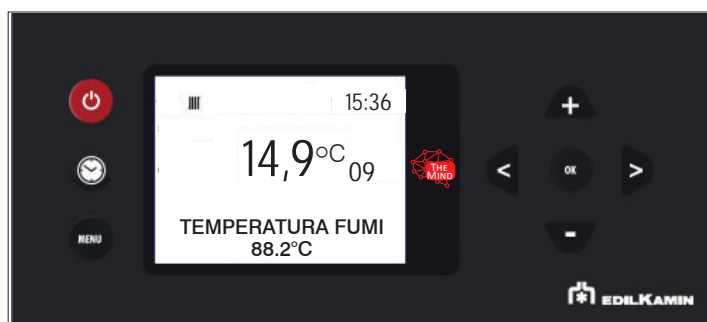 15:36
14,9°C 09
THE
MIND
TEMPERATURA FUMI
88.2°C
MENU
+
< OK >
-
EDILKAMIN